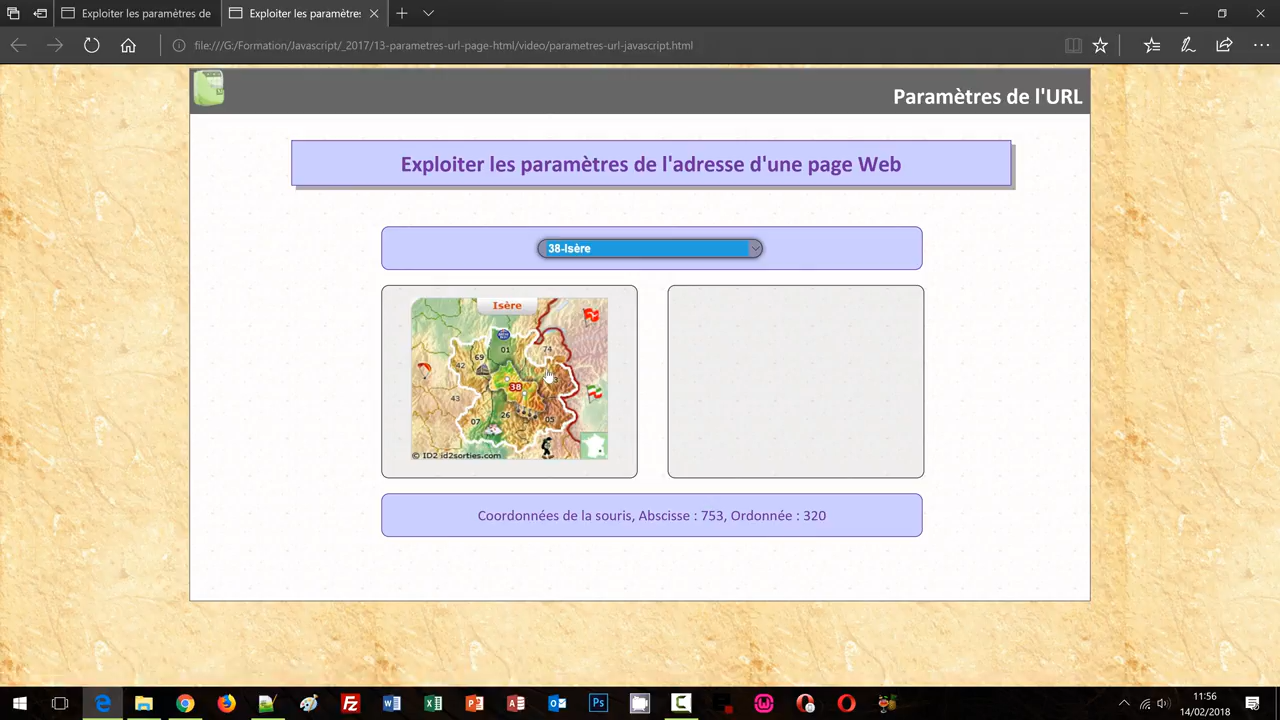 Exploiter les paramètres de
Exploiter les paramètres
file:///G:/Formation/Javascript/_2017/13-parametres-url-page-html/video/parametres-url-javascript.html
Paramètres de l'URL
Exploiter les paramètres de l'adresse d'une page Web
38-Isère
Isère
74
01
69
42
38
43
26
05
07
© ID2 id2sorties.com
Coordonnées de la souris, Abscisse : 753, Ordonnée : 320
11:56
14/02/2018